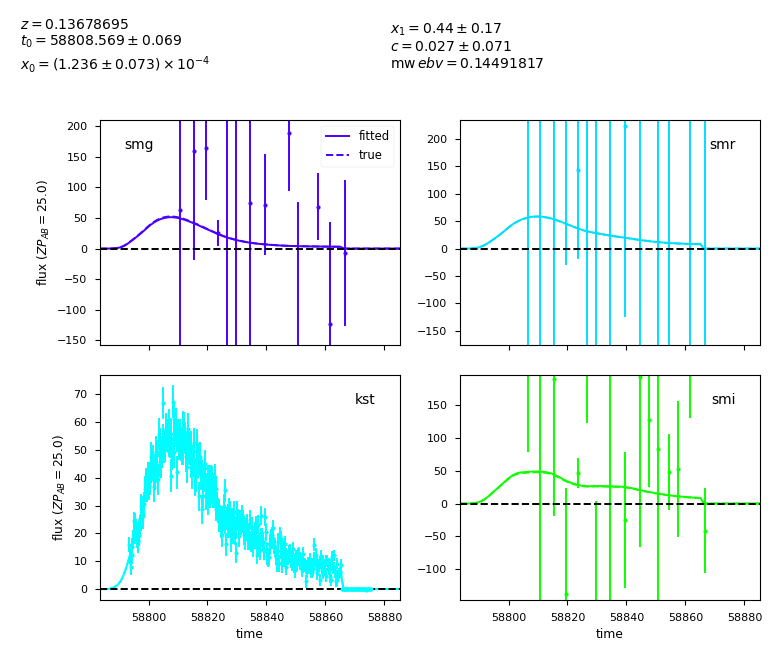 z = 0.13678695
t₀ = 58808.569 ± 0.069
x₀ = (1.236 ± 0.073) × 10⁻⁴
x₁ = 0.44 ± 0.17
c = 0.027 ± 0.071
mw ebv = 0.14491817
smg
fitted
true
200
150
100
50
0
−50
−100
−150
flux (ZP_AB = 25.0)
smr
200
150
100
50
0
−50
−100
−150
kst
70
60
50
40
30
20
10
0
flux (ZP_AB = 25.0)
58800 58820 58840 58860 58880
time
smi
150
100
50
0
−50
−100
58800 58820 58840 58860 58880
time